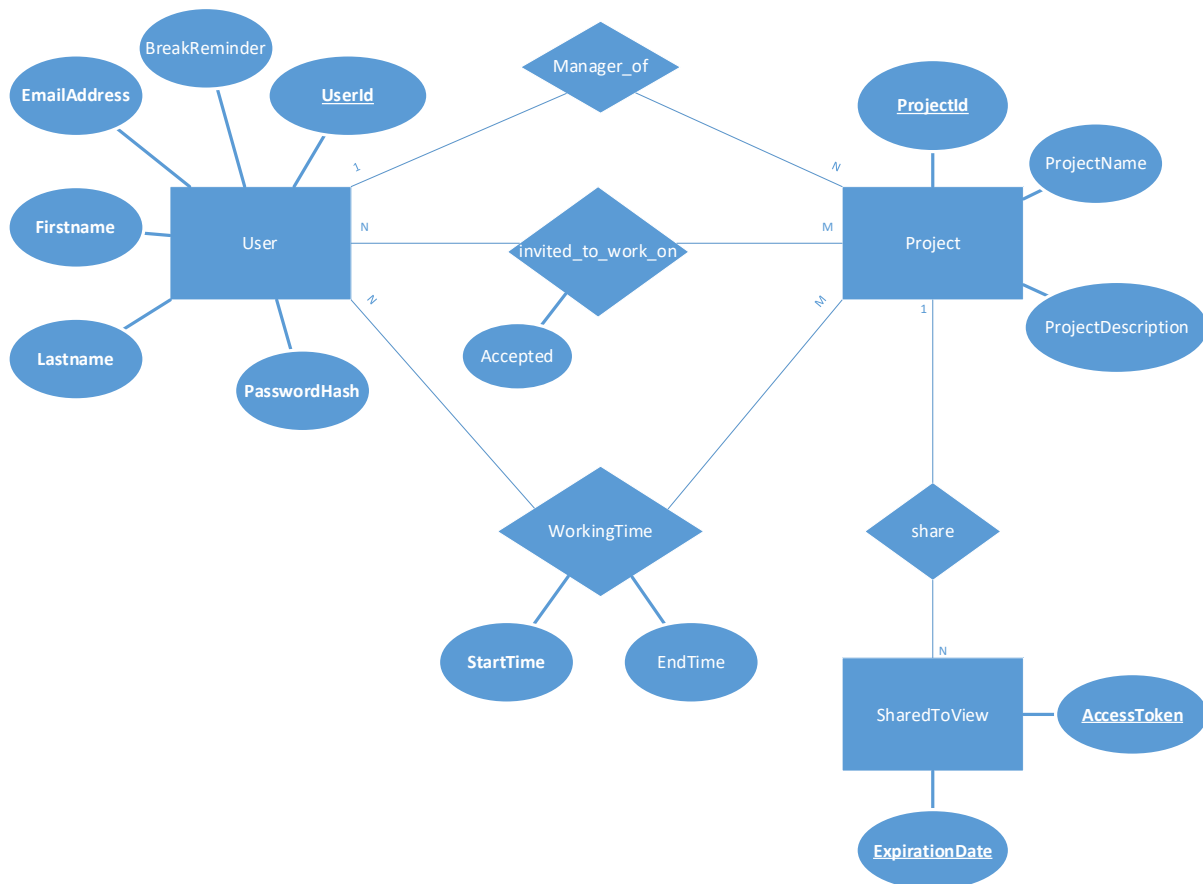 BreakReminder
Manager_of
EmailAddress
UserId
ProjectId
ProjectName
1
N
Firstname
User
N
invited_to_work_on
M
Project
N
M
1
ProjectDescription
Lastname
Accepted
PasswordHash
WorkingTime
share
StartTime
EndTime
N
SharedToView
AccessToken
ExpirationDate